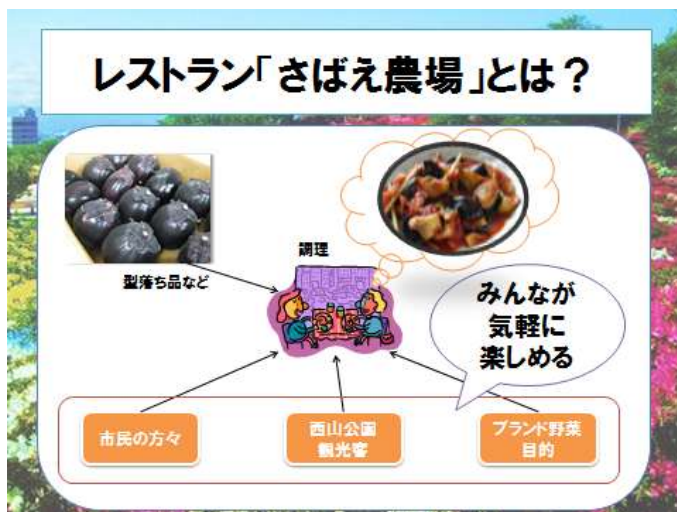 レストラン「さばえ農場」とは？
調理
型落ち品など
みんなが
気軽に
楽しめる
市民の方々
西山公園
観光客
ブランド野菜
目的